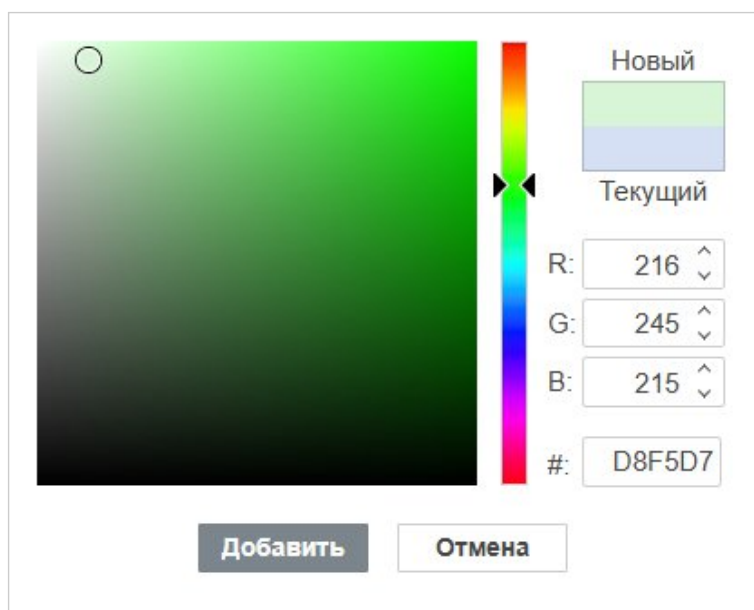 Новый
Текущий
R: 216
G: 245
B: 215
#: D8F5D7
Добавить Отмена